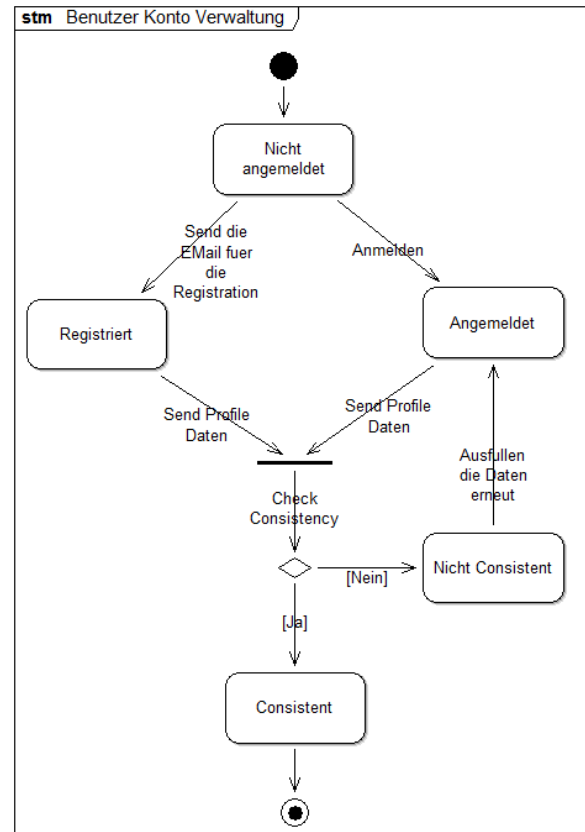 stm Benutzer Konto Verwaltung
Nicht
angemeldet
Send die
EMail fuer
die
Registration
Anmelden
Registriert
Angemeldet
Send Profile
Daten
Send Profile
Daten
Ausfullen
die Daten
erneut
Check
Consistency
[Nein]
Nicht Consistent
[Ja]
Consistent